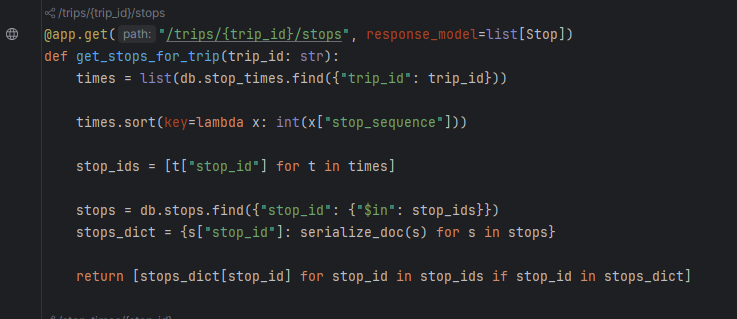 /trips/{trip_id}/stops
@app.get( path: "/trips/{trip_id}/stops", response_model=list[Stop])
def get_stops_for_trip(trip_id: str):
    times = list(db.stop_times.find({"trip_id": trip_id}))
    times.sort(key=lambda x: int(x["stop_sequence"]))
    stop_ids = [t["stop_id"] for t in times]
    stops = db.stops.find({"stop_id": {"$in": stop_ids}})
    stops_dict = {s["stop_id"]: serialize_doc(s) for s in stops}
    return [stops_dict[stop_id] for stop_id in stop_ids if stop_id in stops_dict]